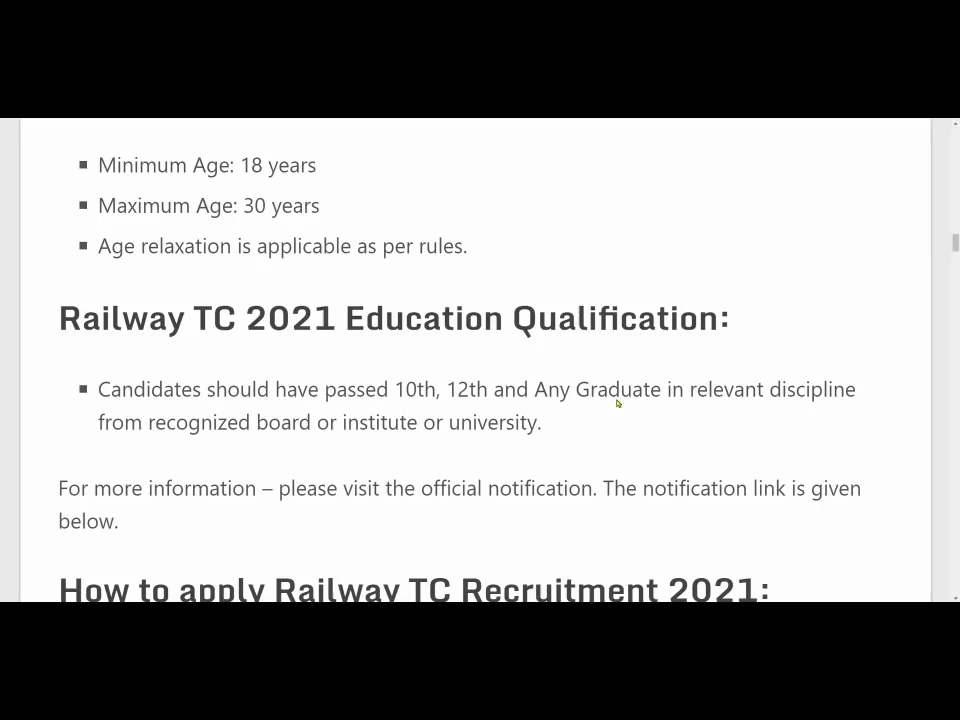 Minimum Age: 18 years
Maximum Age: 30 years
Age relaxation is applicable as per rules.
Railway TC 2021 Education Qualification:
Candidates should have passed 10th, 12th and Any Graduate in relevant discipline
from recognized board or institute or university.
For more information – please visit the official notification. The notification link is given
below.
How to apply Railway TC Recruitment 2021: